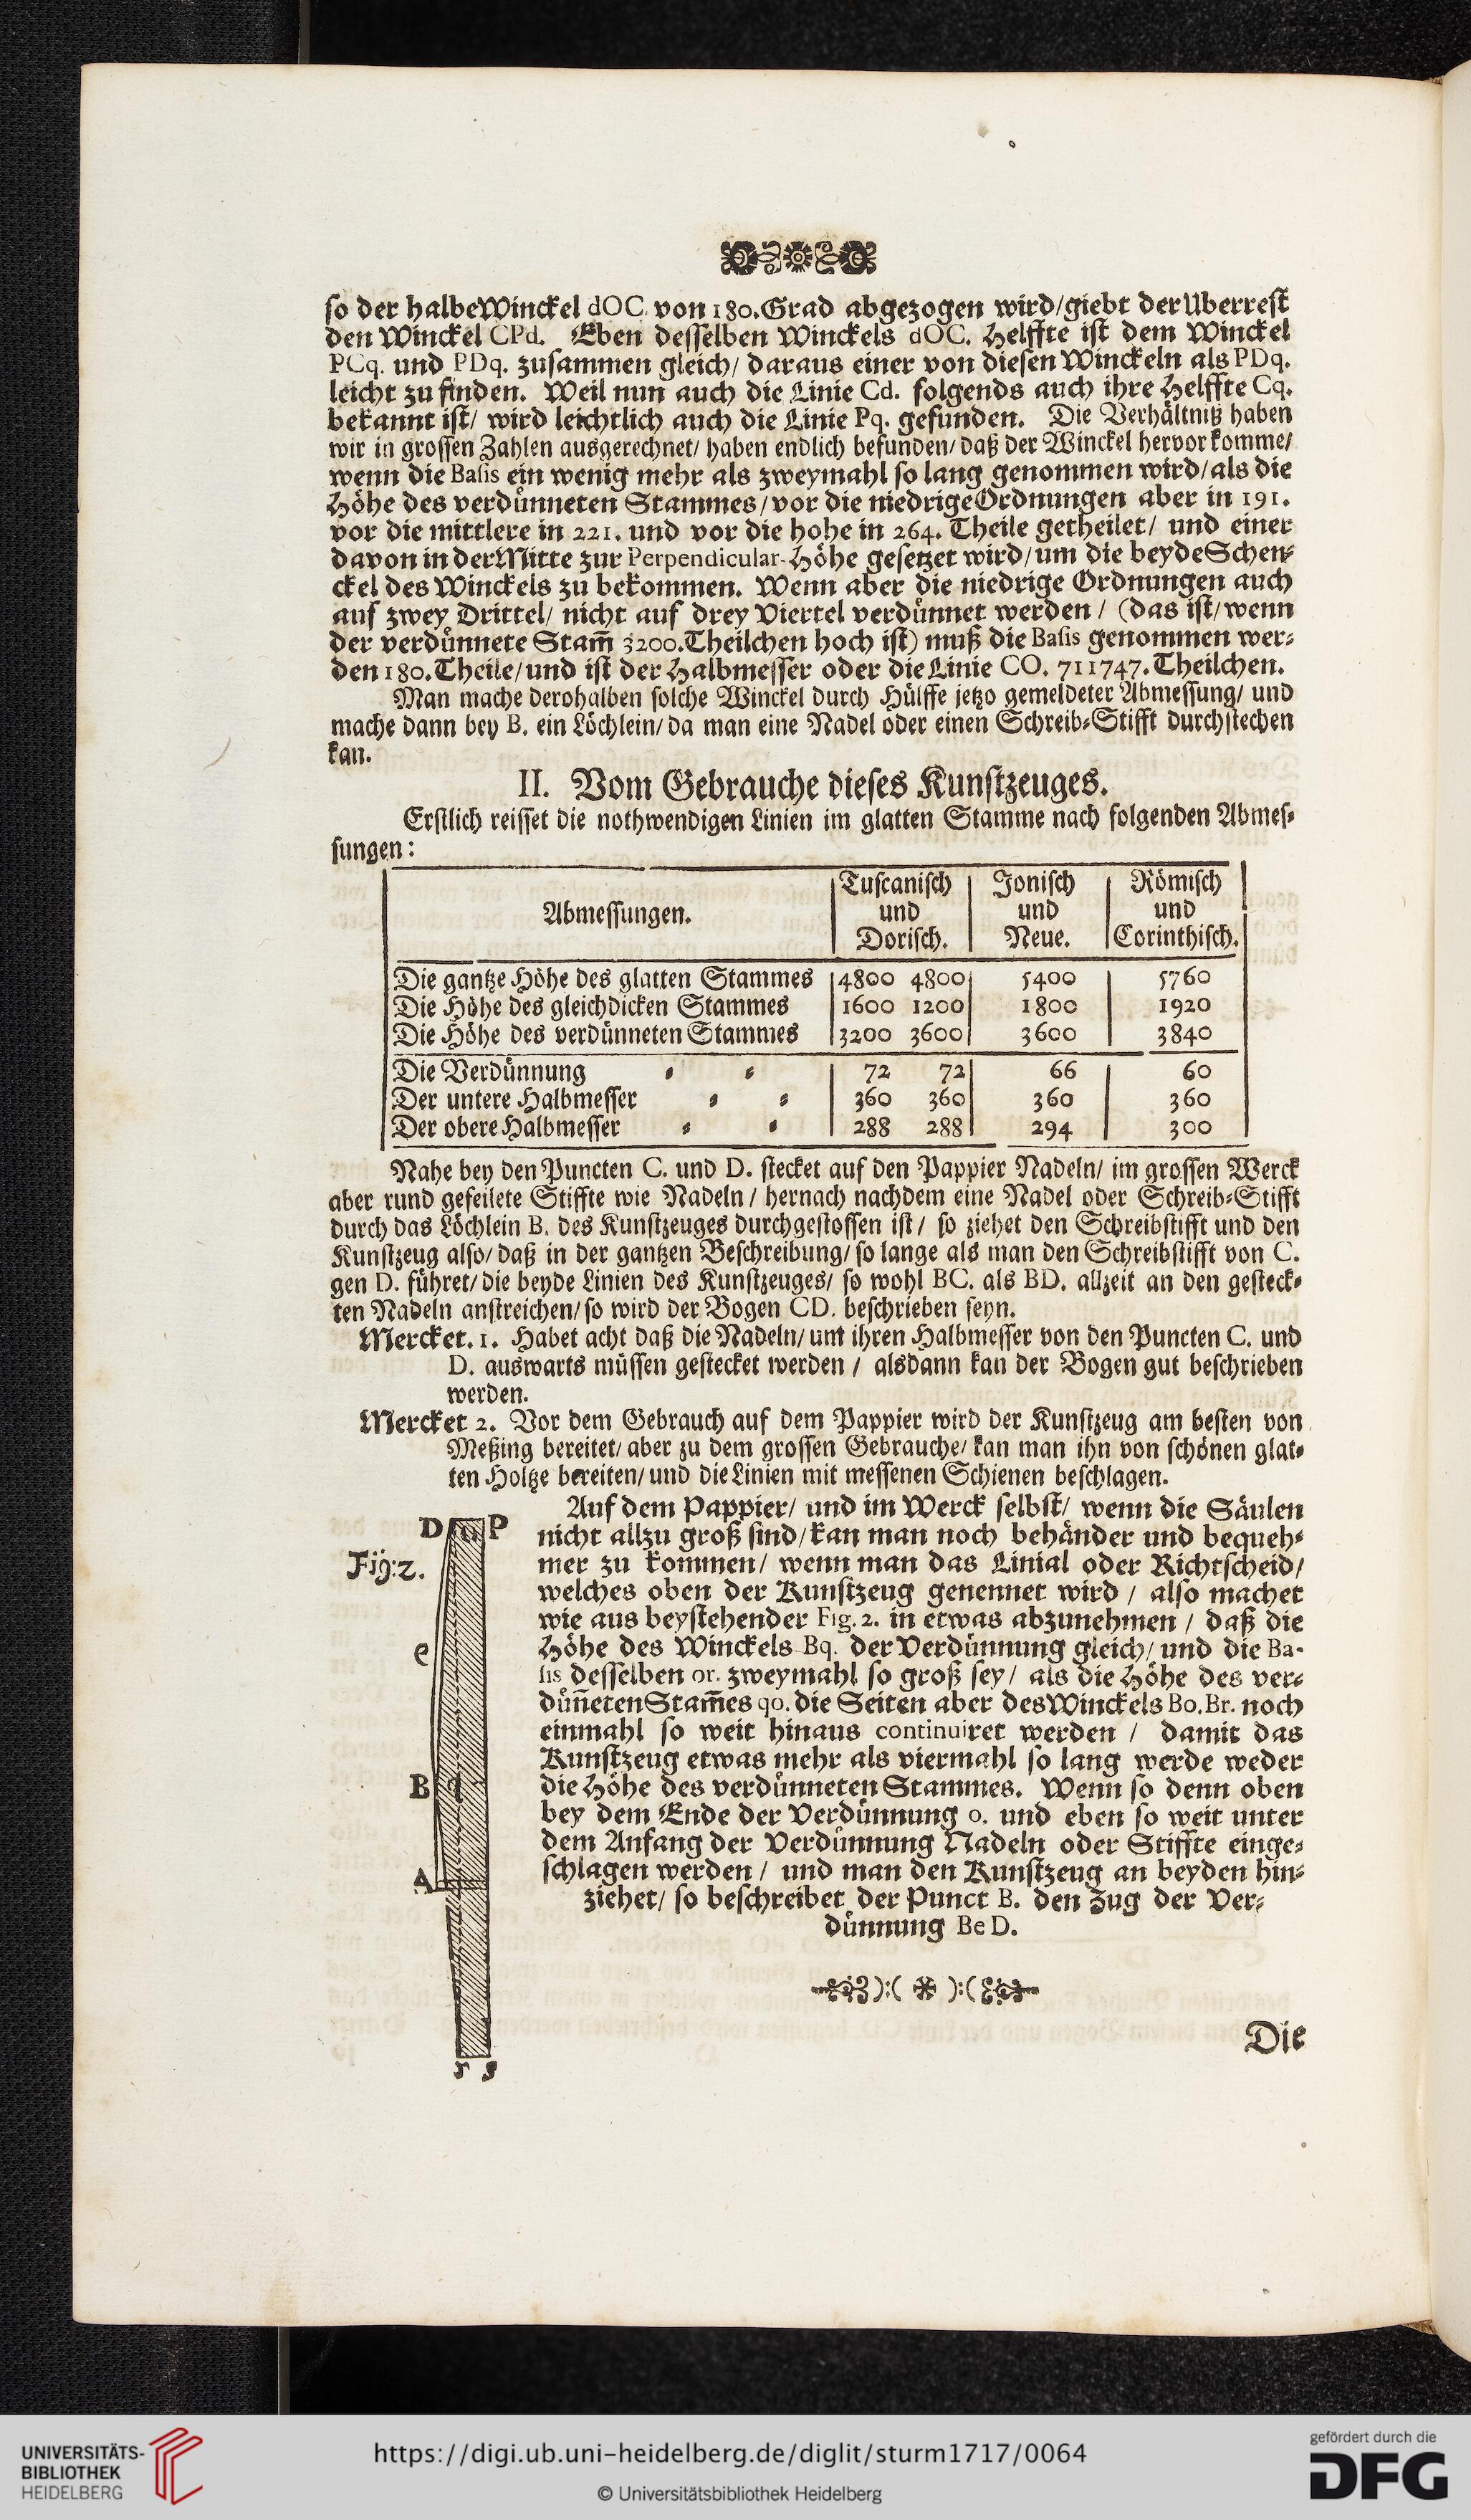 so der halbe Winckel dOC. von 180. Grad abgezogen wird/ giebt der Uberrest
den Winckel CPd. Eben desselben Winckels dOC. Helffte ist dem Winckel
PCq. und PDq. zusammen gleich/ daraus einer von diesen Winckeln als PDq.
leicht zu finden. Weil nun auch die Linie Cd. folgends auch ihre Helffte Cq.
bekannt ist/ wird leichtlich auch die Linie Pq. gefunden. Die Verhältniß haben
wir in grossen Zahlen ausgerechnet/ haben endlich befunden/ daß der Winckel hervor komme/
wenn die Basis ein wenig mehr als zweymahl so lang genommen wird/ als die
Höhe des verdünneten Stammes/ vor die niedrige Ordnungen aber in 191.
vor die mittlere in 221. und vor die hohe in 264. Theile getheilet/ und einer
davon in der Mitte zur Perpendicular-Höhe gesetzet wird/ um die beyde Schen-
ckel des Winckels zu bekommen. Wenn aber die niedrige Ordnungen auch
auf zwey Drittel/ nicht auf drey Viertel verdünnet werden/ (das ist/ wenn
der verdünnete Stam̄ 3200. Theilchen hoch ist) muß die Basis genommen wer-
den 180. Theile/ und ist der Halbmesser oder die Linie CO. 711747. Theilchen.
Man mache derohalben solche Winckel durch Hülffe jetzo gemeldeter Abmessung/ und
mache dann bey B. ein Löchlein/ da man eine Nadel oder einen Schreib-Stifft durchstechen
kan.
II. Vom Gebrauche dieses Kunstzeuges.
Erstlich reisset die nothwendigen Linien im glatten Stamme nach folgenden Abmes-
sungen:
Abmessungen. Tuscanisch und Dorisch. Jonisch und Neue. Römisch und Corinthisch.
Die gantze Höhe des glatten Stammes 4800 4800 5400 5760
Die Höhe des gleichdicken Stammes 1600 1200 1800 1920
Die Höhe des verdünneten Stammes 3200 3600 3600 3840
Die Verdünnung 72 72 66 60
Der untere Halbmesser 360 360 360 360
Der obere Halbmesser 288 288 294 300
Nahe bey den Puncten C. und D. stecket auf den Pappier Nadeln/ im grossen Werck
aber rund gefeilete Stiffte wie Nadeln/ hernach nachdem eine Nadel oder Schreib-Stifft
durch das Löchlein B. des Kunstzeuges durchgestossen ist/ so ziehet den Schreibstifft und den
Kunstzeug also/ daß in der gantzen Beschreibung/ so lange als man den Schreibstifft von C.
gen D. führet/ die beyde Linien des Kunstzeuges/ so wohl BC. als BD. allzeit an den gesteck-
ten Nadeln anstreichen/ so wird der Bogen CD. beschrieben seyn.
Mercket. 1. Habet acht daß die Nadeln/ um ihren Halbmesser von den Puncten C. und
D. auswarts müssen gestecket werden/ alsdann kan der Bogen gut beschrieben
werden.
Mercket 2. Vor dem Gebrauch auf dem Pappier wird der Kunstzeug am besten von
Meßing bereitet/ aber zu dem grossen Gebrauche/ kan man ihn von schönen glat-
ten Holtze bereiten/ und die Linien mit messenen Schienen beschlagen.
Auf dem Pappier/ und im Werck selbst/ wenn die Säulen
nicht allzu groß sind/ kan man noch behänder und bequeh-
mer zu kommen/ wenn man das Linial oder Richtscheid/
welches oben der Kunstzeug genennet wird/ also machet
wie aus beystehender Fig. 2. in etwas abzunehmen/ daß die
Höhe des Winckels Bq. der Verdünnung gleich/ und die Ba-
sis desselben or. zweymahl so groß sey/ als die Höhe des ver-
dün̄eten Stam̄es qo. die Seiten aber des Winckels Bo. Br. noch
einmahl so weit hinaus continuiret werden/ damit das
Kunstzeug etwas mehr als viermahl so lang werde weder
die Höhe des verdünneten Stammes. Wenn so denn oben
bey dem Ende der Verdünnung o. und eben so weit unter
dem Anfang der Verdünnung Nadeln oder Stiffte einge-
schlagen werden/ und man den Kunstzeug an beyden hin-
ziehet/ so beschreibet der Punct B. den Zug der Ver-
dünnung BeD.
D P
Fig: 2.
e
B q
A
r s
Die
UNIVERSITÄTS-
BIBLIOTHEK
HEIDELBERG
https://digi.ub.uni-heidelberg.de/diglit/sturm1717/0064
© Universitätsbibliothek Heidelberg
gefördert durch die
DFG